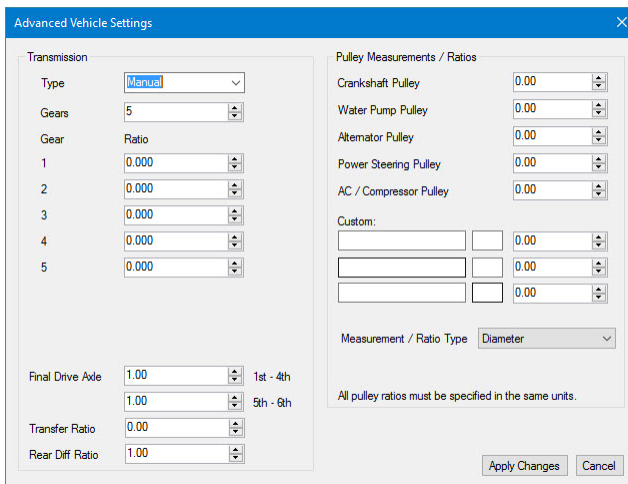 Advanced Vehicle Settings
Transmission
Type Manual
Gears 5
Gear Ratio
1 0.000
2 0.000
3 0.000
4 0.000
5 0.000
Final Drive Axle 1.00 1st - 4th
1.00 5th - 6th
Transfer Ratio 0.00
Rear Diff Ratio 1.00
Pulley Measurements / Ratios
Crankshaft Pulley 0.00
Water Pump Pulley 0.00
Alternator Pulley 0.00
Power Steering Pulley 0.00
AC / Compressor Pulley 0.00
Custom:
0.00
0.00
0.00
Measurement / Ratio Type Diameter
All pulley ratios must be specified in the same units.
Apply Changes Cancel